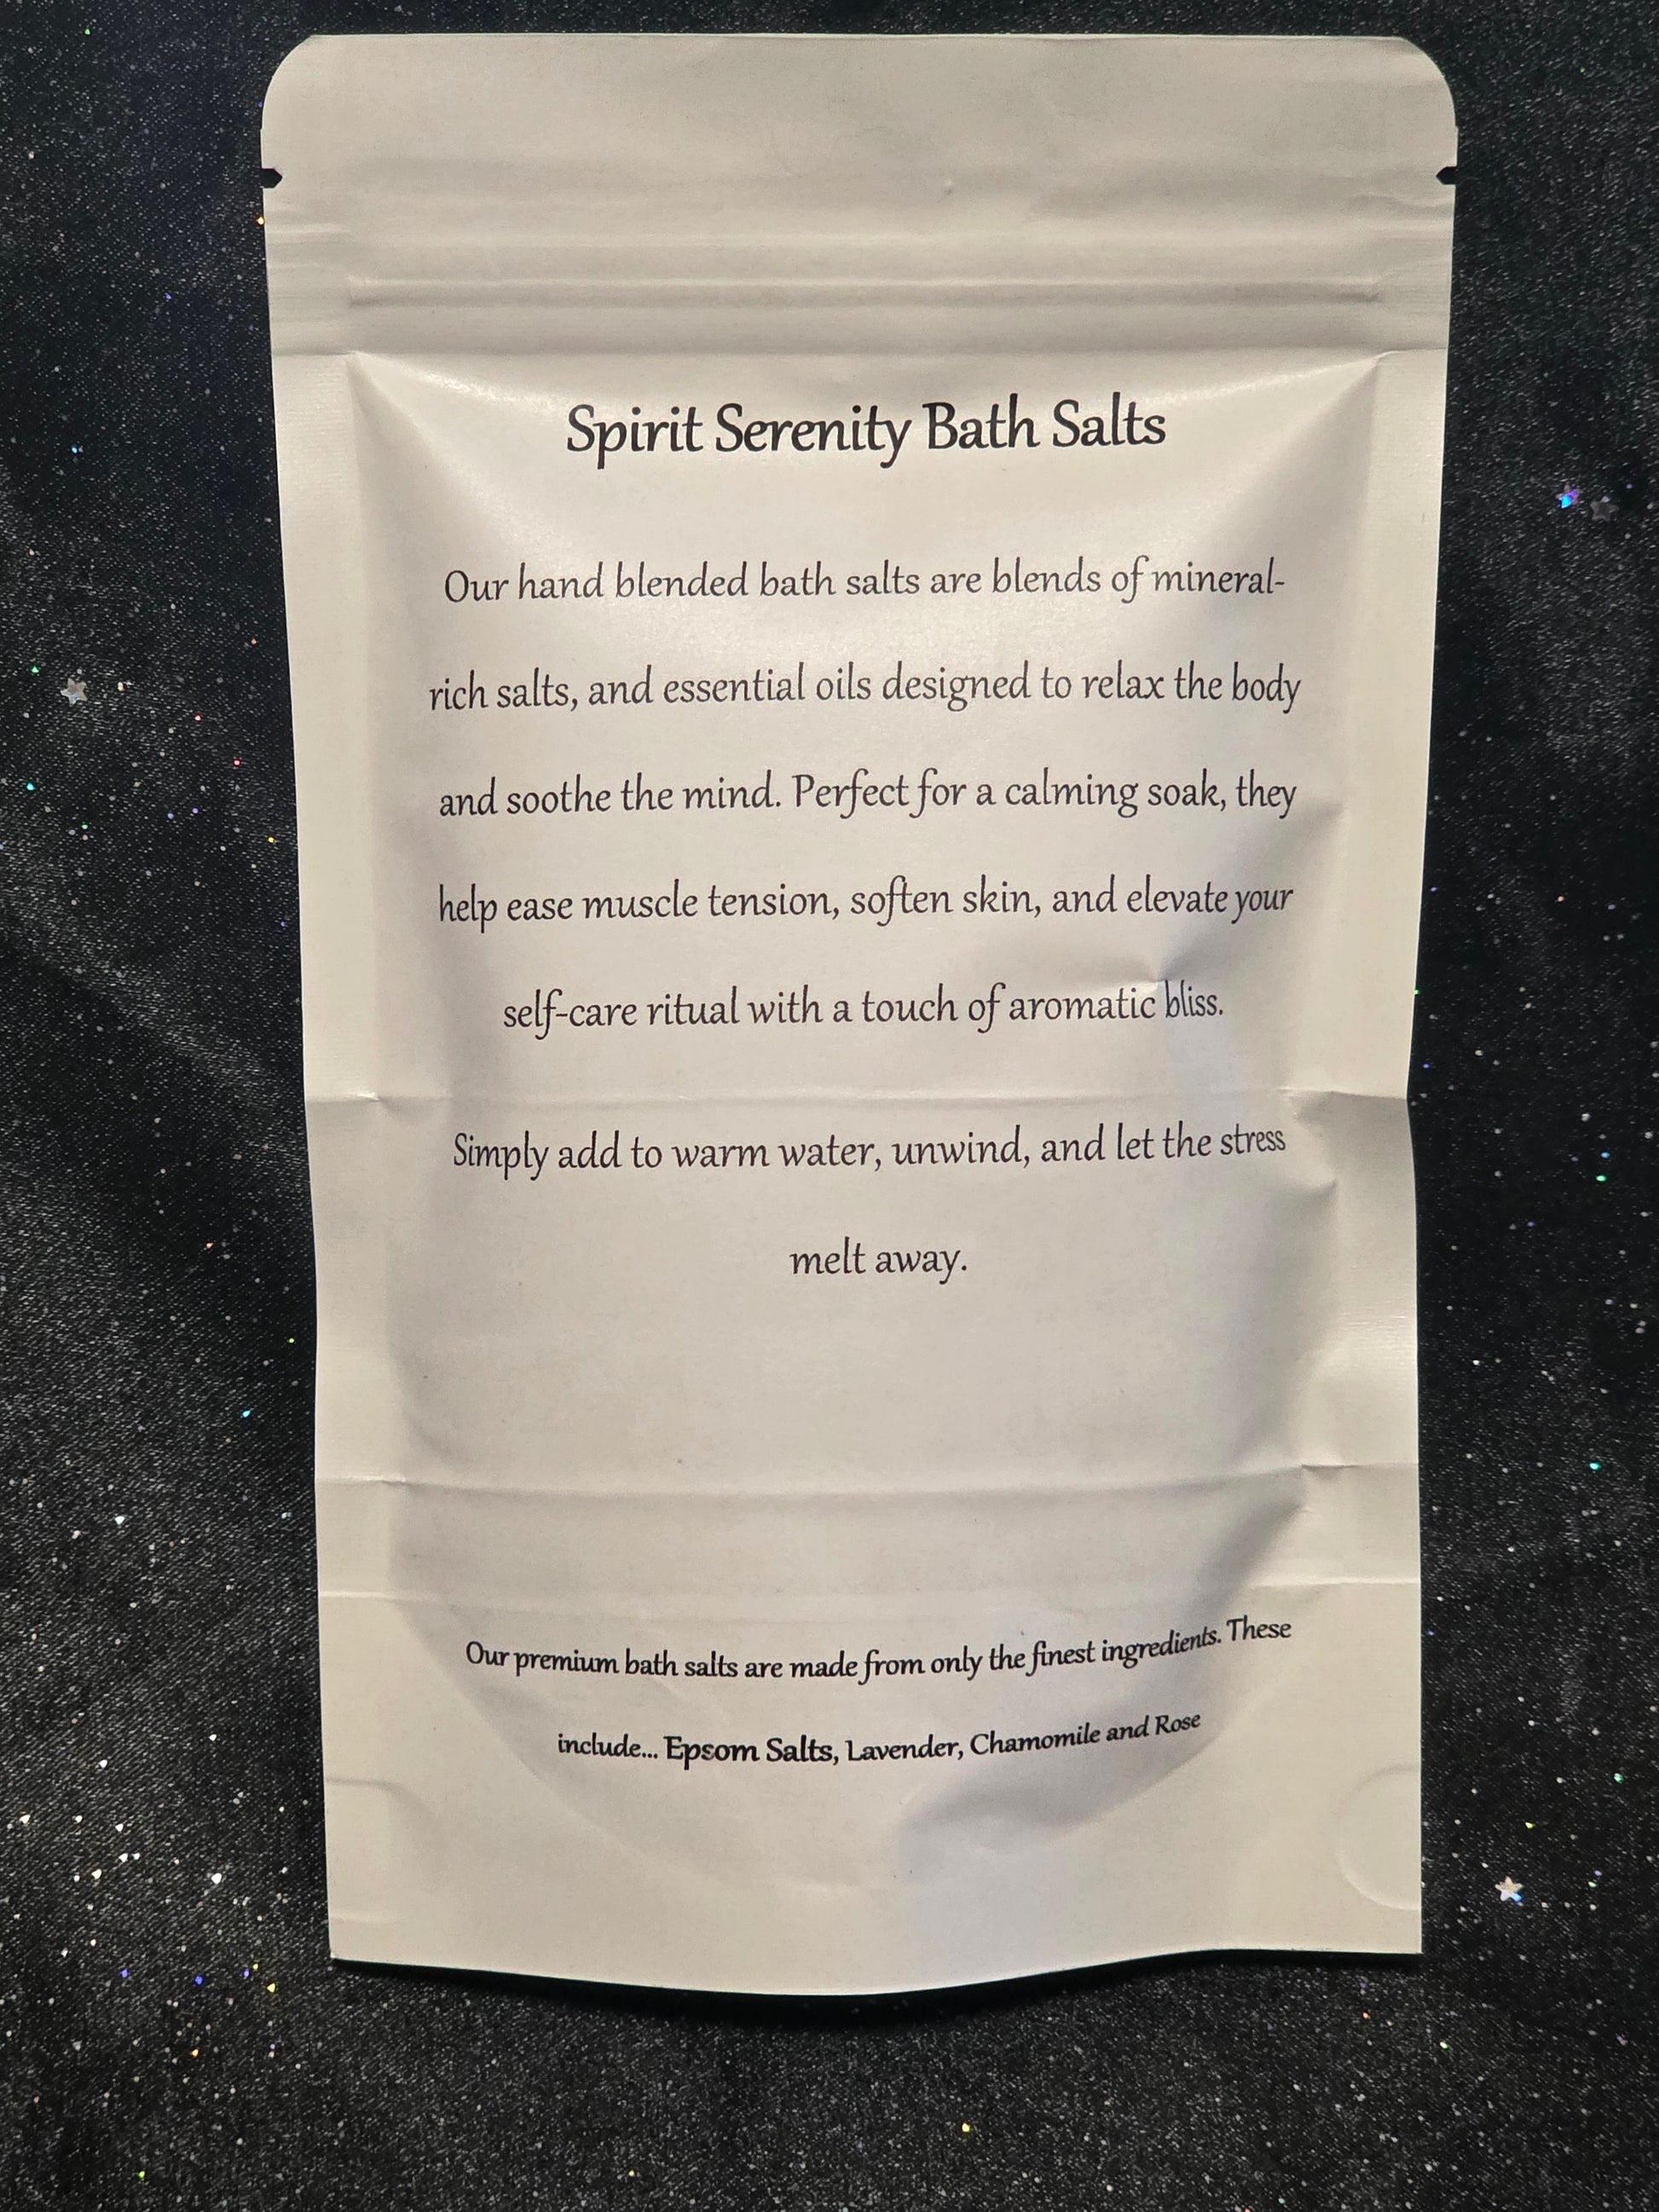 Spirit Serenity Bath Salts
Our hand blended bath salts are blends of mineral-
rich salts, and essential oils designed to relax the body
and soothe the mind. Perfect for a calming soak, they
help ease muscle tension, soften skin, and elevate your
self-care ritual with a touch of aromatic bliss.
Simply add to warm water, unwind, and let the stress
melt away.
Our premium bath salts are made from only the finest ingredients. These
include... Epsom Salts, Lavender, Chamomile and Rose